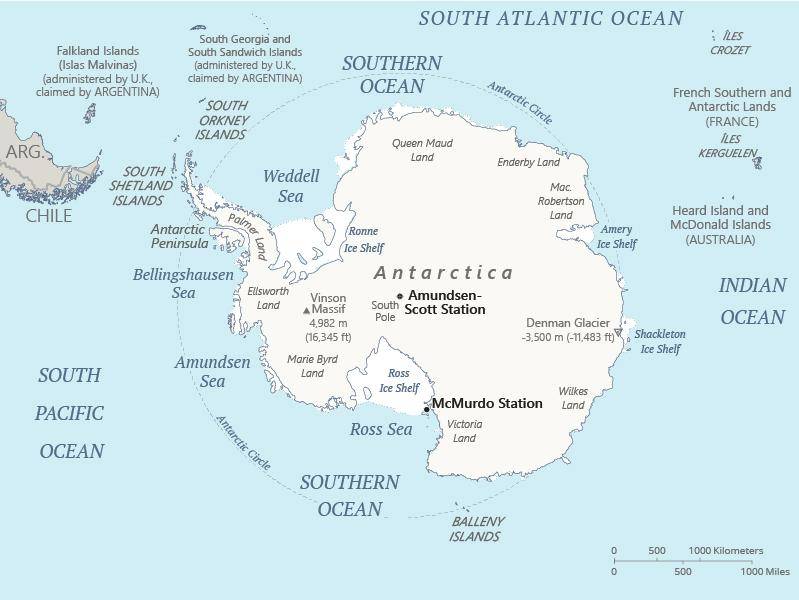 SOUTH ATLANTIC OCEAN
ÎLES
CROZET
South Georgia and
South Sandwich Islands
(administered by U.K.,
claimed by ARGENTINA)
Falkland Islands
(Islas Malvinas)
(administered by U.K.,
claimed by ARGENTINA)
SOUTHERN
OCEAN
Antarctic Circle
French Southern and
Antarctic Lands
(FRANCE)
ÎLES
KERGUELEN
SOUTH
ORKNEY
ISLANDS
ARG.
CHILE
SOUTH
SHETLAND
ISLANDS
Weddell
Sea
Queen Maud
Land
Enderby Land
Mac.
Robertson
Land
Heard Island and
McDonald Islands
(AUSTRALIA)
Antarctic
Peninsula
Palmer Land
Ronne
Ice Shelf
Amery
Ice Shelf
Bellingshausen
Sea
Antarctica
INDIAN
OCEAN
Ellsworth
Land
Vinson
Massif
4,982 m
(16,345 ft)
South
Pole
Amundsen-
Scott Station
Denman Glacier
-3,500 m (-11,483 ft)
Shackleton
Ice Shelf
Amundsen
Sea
Marie Byrd
Land
Ross
Ice Shelf
SOUTH
PACIFIC
OCEAN
McMurdo Station
Wilkes
Land
Ross Sea
Victoria
Land
Antarctic Circle
SOUTHERN
OCEAN
BALLENY
ISLANDS
0 500 1000 Kilometers
0 500 1000 Miles